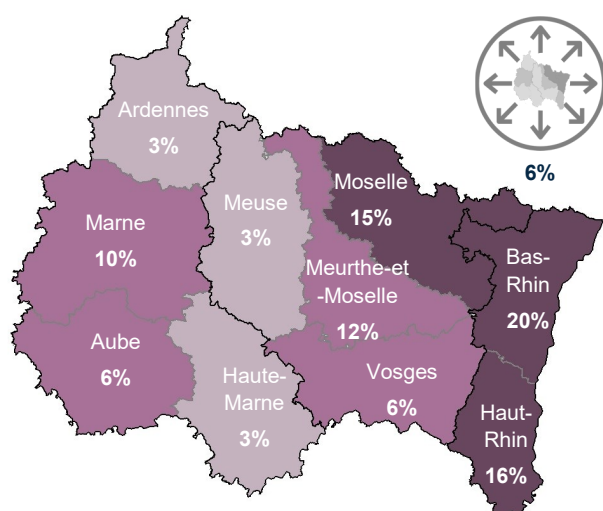 Ardennes
3%
6%
Moselle
15%
Marne
10%
Meuse
3%
Meurthe-et
-Moselle
12%
Bas-
Rhin
20%
Aube
6%
Haute-
Marne
3%
Vosges
6%
Haut-
Rhin
16%